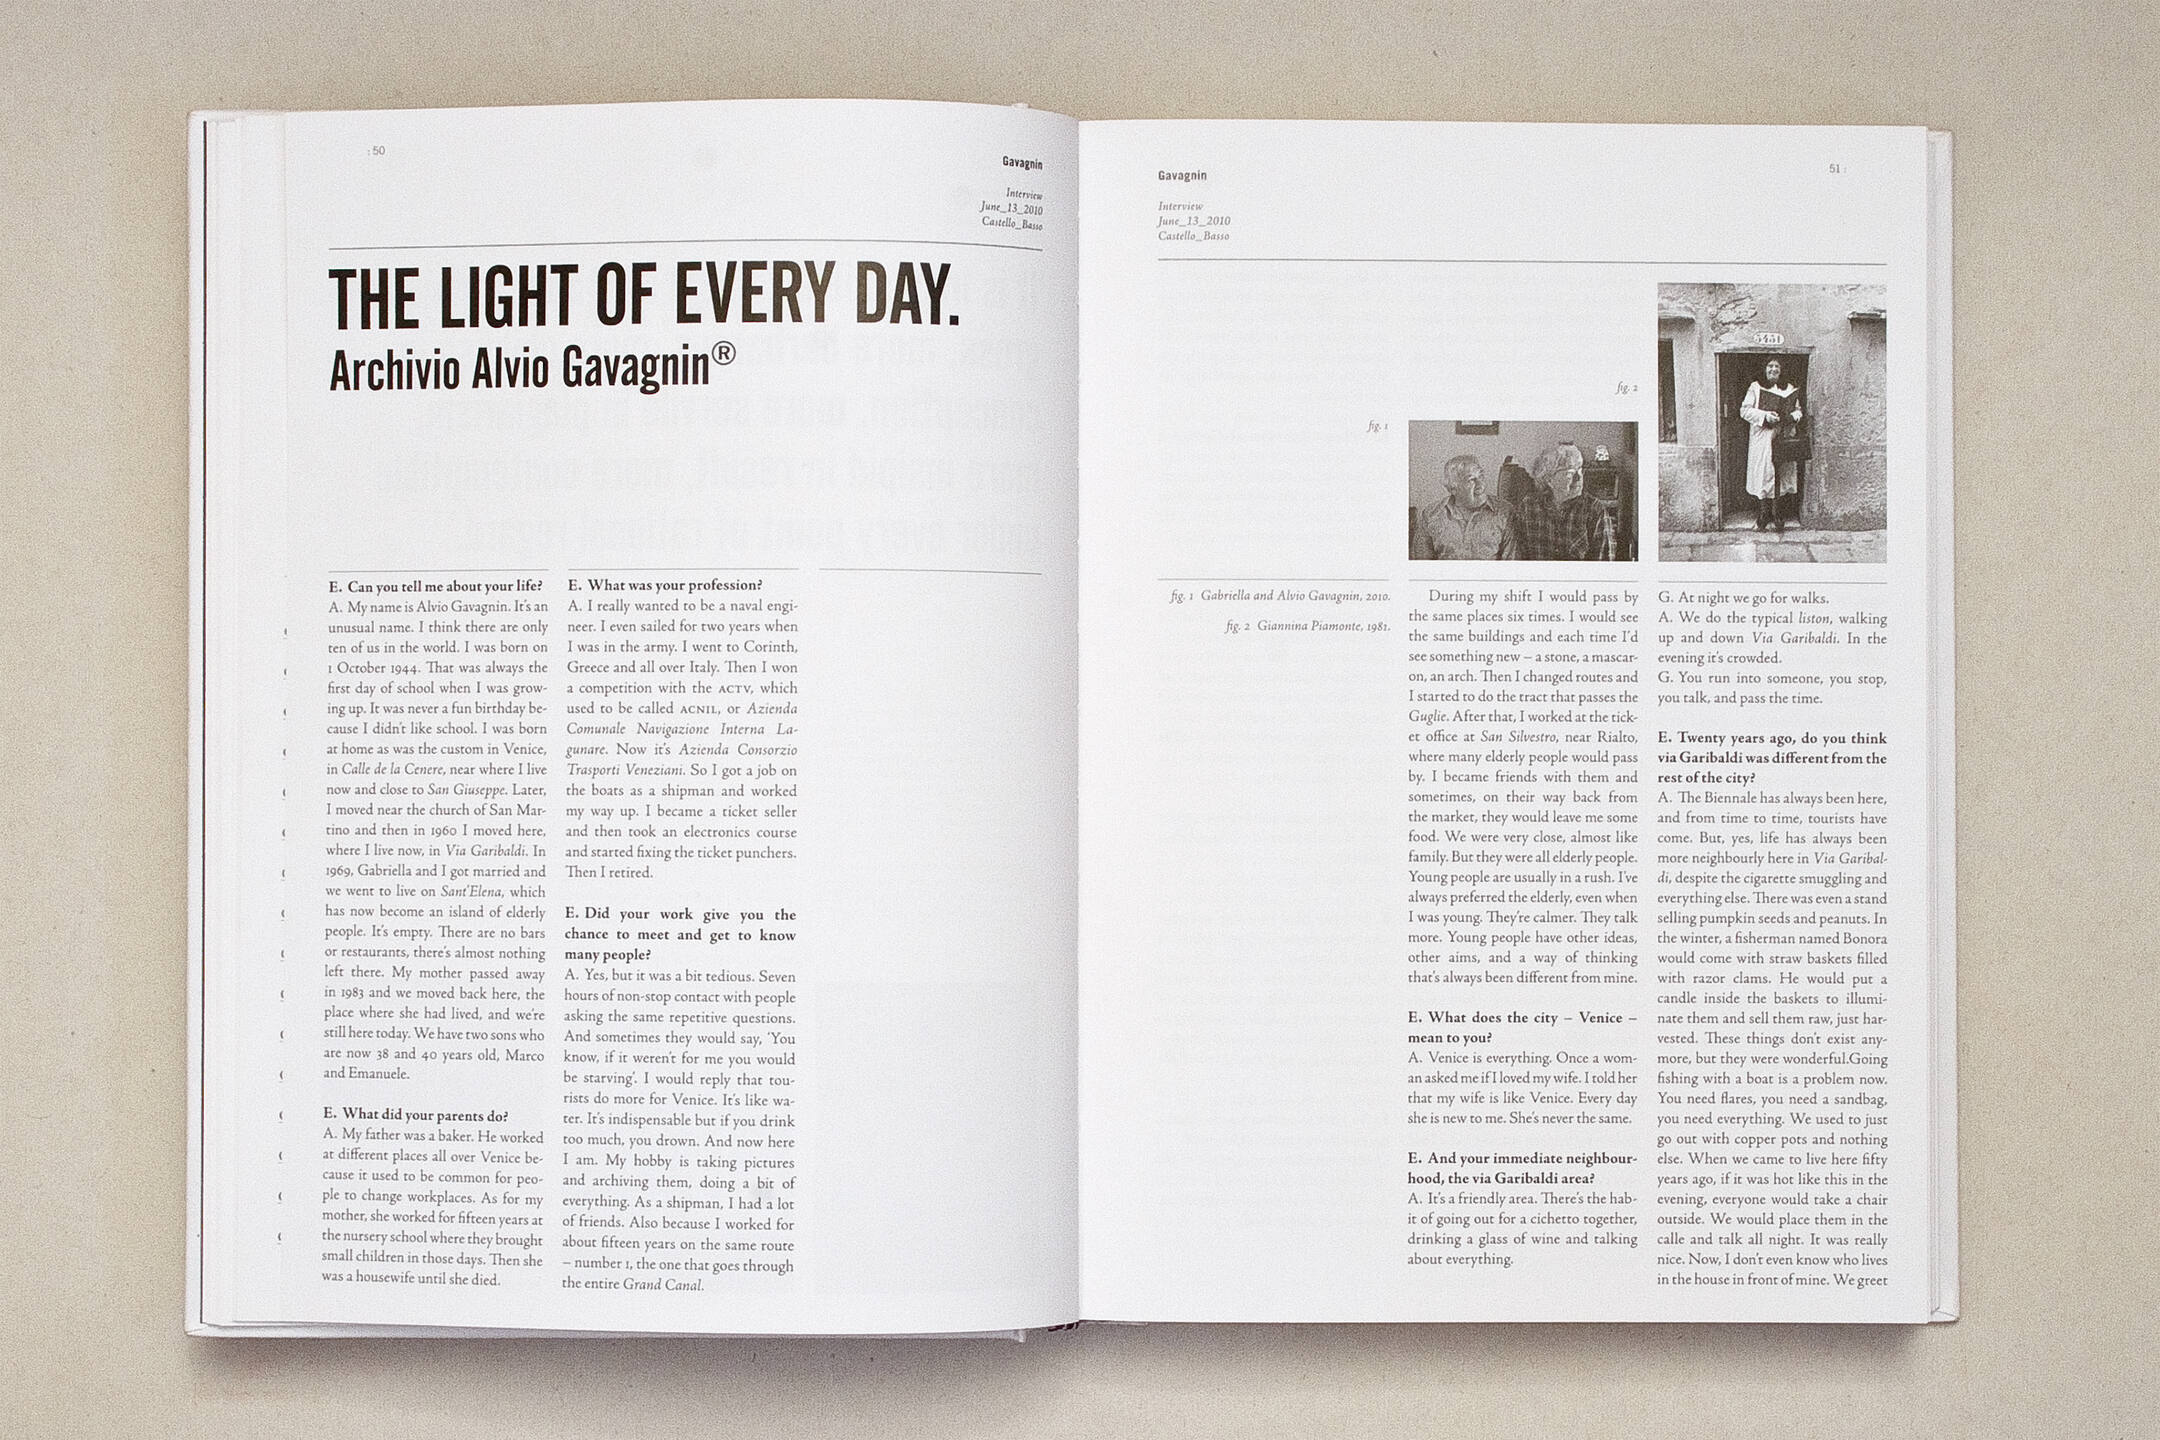 : 50
Gavagnin
Interview
June_13_2010
Castello_Basso
THE LIGHT OF EVERY DAY.
Archivio Alvio Gavagnin®
E. Can you tell me about your life?
A. My name is Alvio Gavagnin. It's an
unusual name. I think there are only
ten of us in the world. I was born on
1 October 1944. That was always the
first day of school when I was grow-
ing up. It was never a fun birthday be-
cause I didn't like school. I was born
at home as was the custom in Venice,
in Calle de la Cenere, near where I live
now and close to San Giuseppe. Later,
I moved near the church of San Mar-
tino and then in 1960 I moved here,
where I live now, in Via Garibaldi. In
1969, Gabriella and I got married and
we went to live on Sant'Elena, which
has now become an island of elderly
people. It's empty. There are no bars
or restaurants, there's almost nothing
left there. My mother passed away
in 1983 and we moved back here, the
place where she had lived, and we're
still here today. We have two sons who
are now 38 and 40 years old, Marco
and Emanuele.
E. What did your parents do?
A. My father was a baker. He worked
at different places all over Venice be-
cause it used to be common for peo-
ple to change workplaces. As for my
mother, she worked for fifteen years at
the nursery school where they brought
small children in those days. Then she
was a housewife until she died.
E. What was your profession?
A. I really wanted to be a naval engi-
neer. I even sailed for two years when
I was in the army. I went to Corinth,
Greece and all over Italy. Then I won
a competition with the ACTV, which
used to be called ACNIL, or Azienda
Comunale Navigazione Interna La-
gunare. Now it's Azienda Consorzio
Trasporti Veneziani. So I got a job on
the boats as a shipman and worked
my way up. I became a ticket seller
and then took an electronics course
and started fixing the ticket punchers.
Then I retired.
E. Did your work give you the
chance to meet and get to know
many people?
A. Yes, but it was a bit tedious. Seven
hours of non-stop contact with people
asking the same repetitive questions.
And sometimes they would say, 'You
know, if it weren't for me you would
be starving'. I would reply that tou-
rists do more for Venice. It's like wa-
ter. It's indispensable but if you drink
too much, you drown. And now here
I am. My hobby is taking pictures
and archiving them, doing a bit of
everything. As a shipman, I had a lot
of friends. Also because I worked for
about fifteen years on the same route
– number 1, the one that goes through
the entire Grand Canal.
Gavagnin
Interview
June_13_2010
Castello_Basso
51 :
fig. 2
fig. 1
5451
fig. 1 Gabriella and Alvio Gavagnin, 2010.
fig. 2 Giannina Piamonte, 1981.
During my shift I would pass by
the same places six times. I would see
the same buildings and each time I'd
see something new – a stone, a mascar-
on, an arch. Then I changed routes and
I started to do the tract that passes the
Guglie. After that, I worked at the tick-
et office at San Silvestro, near Rialto,
where many elderly people would pass
by. I became friends with them and
sometimes, on their way back from
the market, they would leave me some
food. We were very close, almost like
family. But they were all elderly people.
Young people are usually in a rush. I've
always preferred the elderly, even when
I was young. They're calmer. They talk
more. Young people have other ideas,
other aims, and a way of thinking
that's always been different from mine.
E. What does the city – Venice –
mean to you?
A. Venice is everything. Once a wom-
an asked me if I loved my wife. I told her
that my wife is like Venice. Every day
she is new to me. She's never the same.
E. And your immediate neighbour-
hood, the via Garibaldi area?
A. It's a friendly area. There's the hab-
it of going out for a cichetto together,
drinking a glass of wine and talking
about everything.
G. At night we go for walks.
A. We do the typical liston, walking
up and down Via Garibaldi. In the
evening it's crowded.
G. You run into someone, you stop,
you talk, and pass the time.
E. Twenty years ago, do you think
via Garibaldi was different from the
rest of the city?
A. The Biennale has always been here,
and from time to time, tourists have
come. But, yes, life has always been
more neighbourly here in Via Garibal-
di, despite the cigarette smuggling and
everything else. There was even a stand
selling pumpkin seeds and peanuts. In
the winter, a fisherman named Bonora
would come with straw baskets filled
with razor clams. He would put a
candle inside the baskets to illumi-
nate them and sell them raw, just har-
vested. These things don't exist any-
more, but they were wonderful.Going
fishing with a boat is a problem now.
You need flares, you need a sandbag,
you need everything. We used to just
go out with copper pots and nothing
else. When we came to live here fifty
years ago, if it was hot like this in the
evening, everyone would take a chair
outside. We would place them in the
calle and talk all night. It was really
nice. Now, I don't even know who lives
in the house in front of mine. We greet